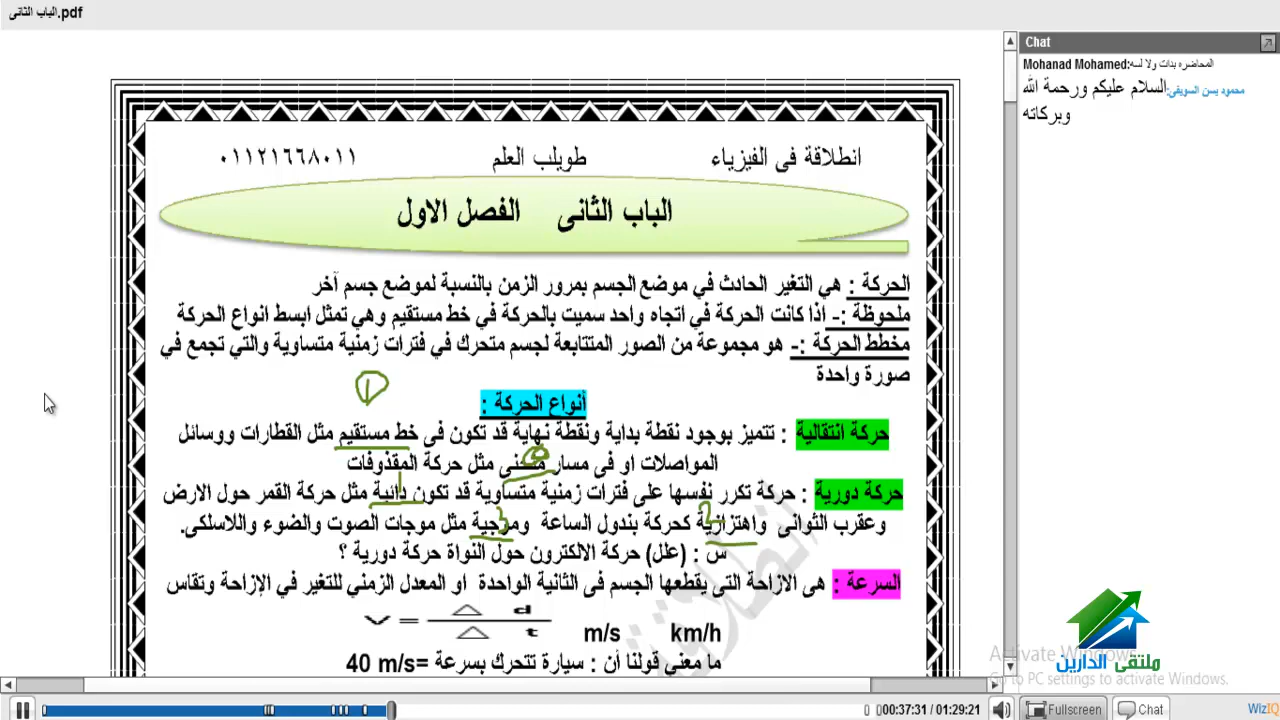 الباب الثانى.pdf
انطلاقة فى الفيزياء طويلب العلم ٠١١٢١٦٦٨٠١١
الباب الثانى الفصل الاول
الحركة : هي التغير الحادث في موضع الجسم بمرور الزمن بالنسبة لموضع جسم آخر
ملحوظة :- اذا كانت الحركة في اتجاه واحد سميت بالحركة في خط مستقيم وهي تمثل ابسط انواع الحركة
مخطط الحركة :- هو مجموعة من الصور المتتابعة لجسم متحرك في فترات زمنية متساوية والتي تجمع في
صورة واحدة
أنواع الحركة :
حركة انتقالية : تتميز بوجود نقطة بداية ونقطة نهاية قد تكون فى خط مستقيم مثل القطارات ووسائل
المواصلات او فى مسار منحنى مثل حركة المقذوفات
حركة دورية : حركة تكرر نفسها على فترات زمنية متساوية قد تكون دائبة مثل حركة القمر حول الارض
وعقرب الثوانى واهتزازية كحركة بندول الساعة وموجية مثل موجات الصوت والضوء واللاسلكى.
س : (علل) حركة الالكترون حول النواة حركة دورية ؟
السرعة : هى الازاحة التى يقطعها الجسم فى الثانية الواحدة او المعدل الزمني للتغير في الإزاحة وتقاس
v = △ d / △ t m/s km/h
ما معني قولنا أن : سيارة تتحرك بسرعة =40 m/s
Chat
Mohanad Mohamed:المحاضره بدات ولا لسه
محمود يسن السويفى:السلام عليكم ورحمة الله
وبركاته
ملتقى الدارين
Activate Windows
Go to PC settings to activate Windows.
00:37:31 / 01:29:21
Fullscreen
Chat
WizIQ